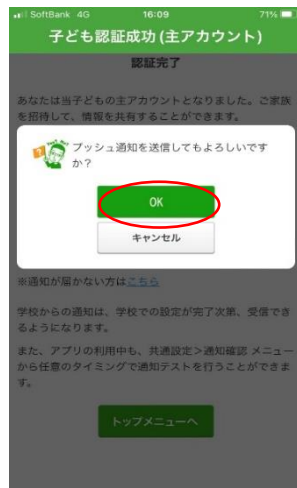 SoftBank 4G 16:09 71%
子ども認証成功(主アカウント)
認証完了
あなたは当子どもの主アカウントとなりました。ご家族
を招待して、情報を共有することができます。
プッシュ通知を送信してもよろしいです
か？
OK
キャンセル
※通知が届かない方はこちら
学校からの通知は、学校での設定が完了次第、受信でき
るようになります。
また、アプリの利用中も、共通設定>通知確認 メニュー
から任意のタイミングで通知テストを行うことができま
す。
トップメニューへ